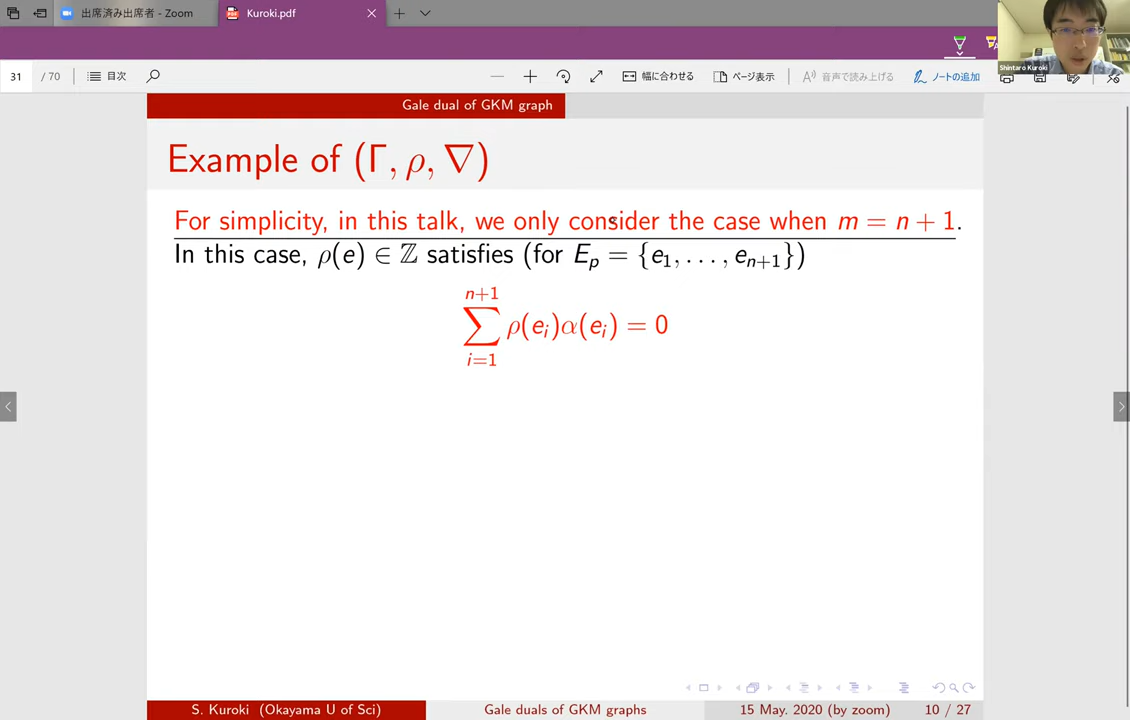 出席済み出席者 - Zoom
Kuroki.pdf
31 / 70
目次
幅に合わせる
ページ表示
音声で読み上げる
ノートの追加
Shintaro Kuroki
Gale dual of GKM graph
Example of (Γ, ρ, ∇)
For simplicity, in this talk, we only consider the case when m = n + 1.
In this case, ρ(e) ∈ ℤ satisfies (for E_p = {e_1, . . . , e_{n+1}})
\sum_{i=1}^{n+1} ρ(e_i)α(e_i) = 0
S. Kuroki (Okayama U of Sci)
Gale duals of GKM graphs
15 May. 2020 (by zoom)
10 / 27